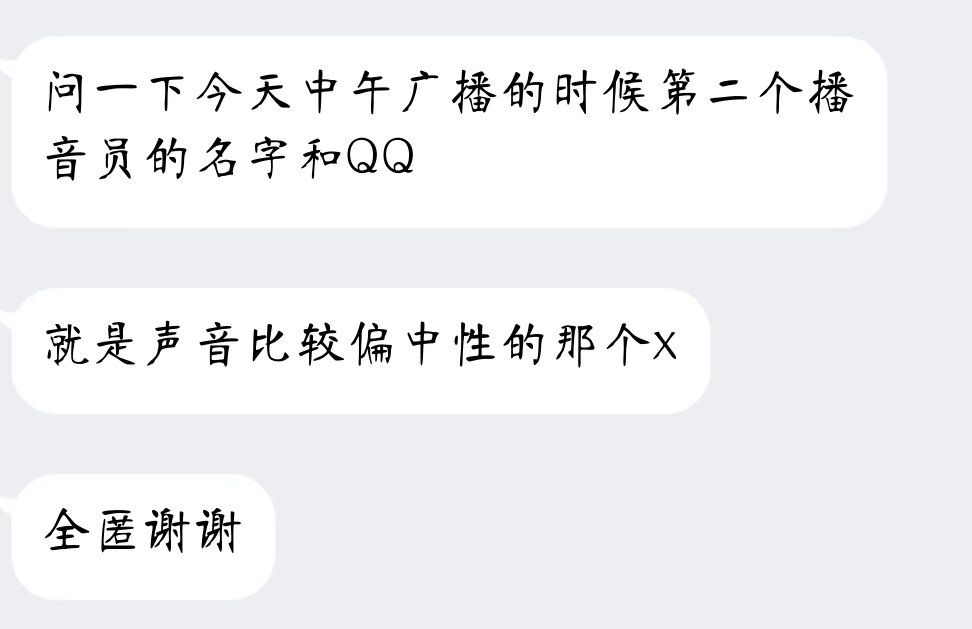 问一下今天中午广播的时候第二个播
音员的名字和QQ
就是声音比较偏中性的那个x
全匿谢谢